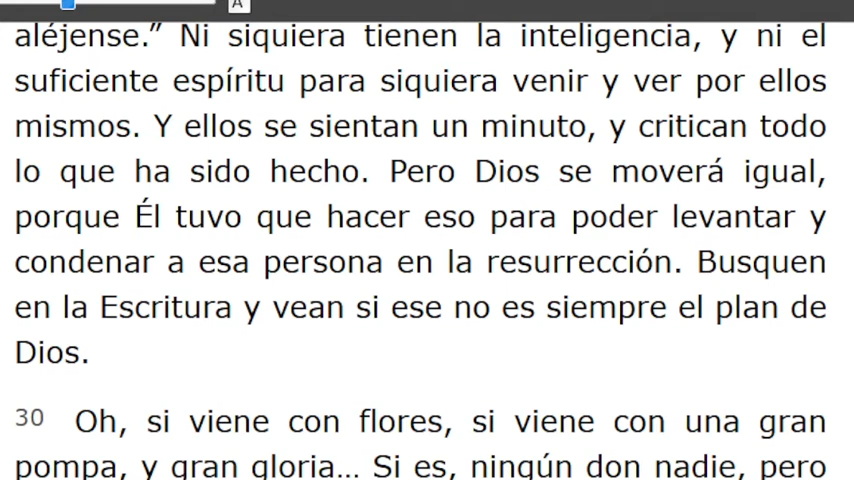 A
aléjense.” Ni siquiera tienen la inteligencia, y ni el
suficiente espíritu para siquiera venir y ver por ellos
mismos. Y ellos se sientan un minuto, y critican todo
lo que ha sido hecho. Pero Dios se moverá igual,
porque Él tuvo que hacer eso para poder levantar y
condenar a esa persona en la resurrección. Busquen
en la Escritura y vean si ese no es siempre el plan de
Dios.
30 Oh, si viene con flores, si viene con una gran
pompa, y gran gloria… Si es, ningún don nadie, pero